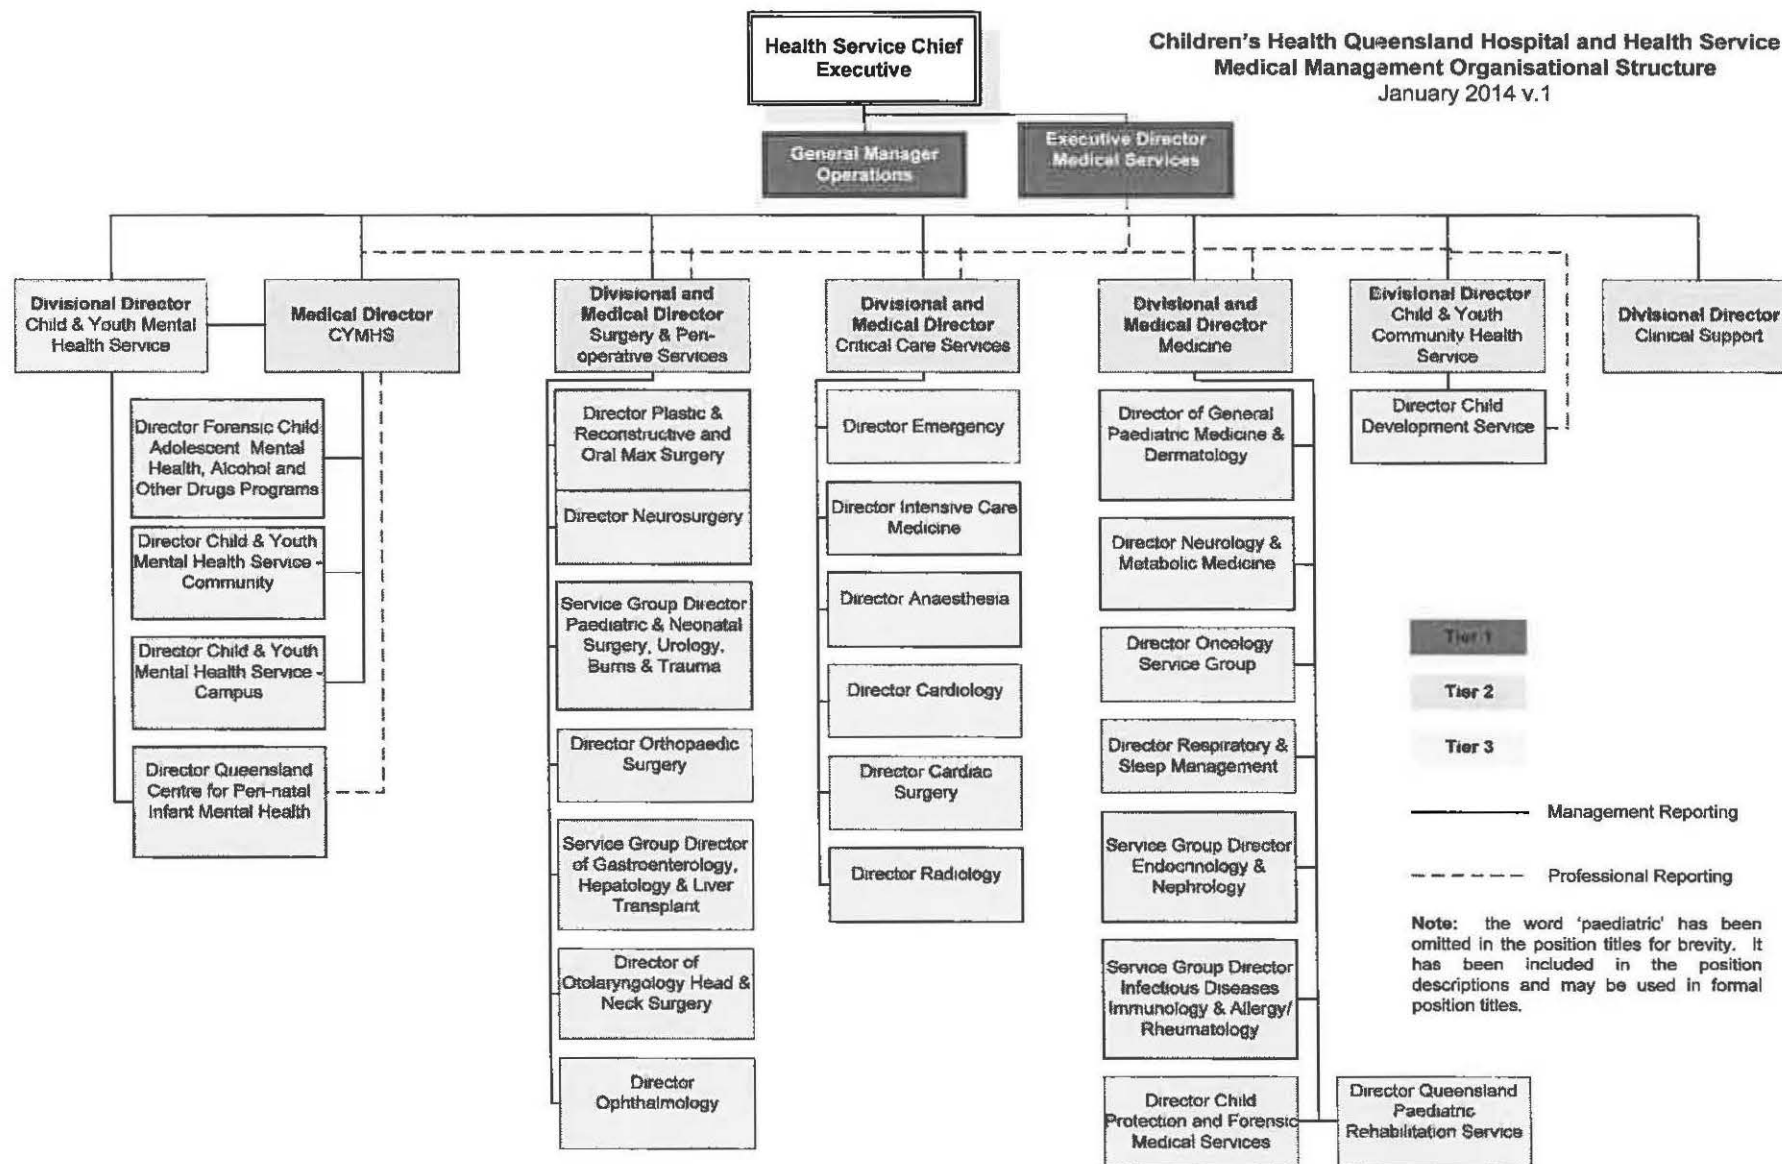 Health Service Chief
Executive
Children's Health Queensland Hospital and Health Service
Medical Management Organisational Structure
January 2014 v.1
General Manager
Operations
Executive Director
Medical Services
Divisional Director
Child & Youth Mental
Health Service
Medical Director
CYMHS
Divisional and
Medical Director
Surgery & Peri-
operative Services
Divisional and
Medical Director
Critical Care Services
Divisional and
Medical Director
Medicine
Divisional Director
Child & Youth
Community Health
Service
Divisional Director
Clinical Support
Director Forensic Child
Adolescent Mental
Health, Alcohol and
Other Drugs Programs
Director Child & Youth
Mental Health Service -
Community
Director Child & Youth
Mental Health Service -
Campus
Director Queensland
Centre for Peri-natal
Infant Mental Health
Director Plastic &
Reconstructive and
Oral Max Surgery
Director Neurosurgery
Service Group Director
Paediatric & Neonatal
Surgery, Urology,
Burns & Trauma
Director Orthopaedic
Surgery
Service Group Director
of Gastroenterology,
Hepatology & Liver
Transplant
Director of
Otolaryngology Head &
Neck Surgery
Director
Ophthalmology
Director Emergency
Director Intensive Care
Medicine
Director Anaesthesia
Director Cardiology
Director Cardiac
Surgery
Director Radiology
Director of General
Paediatric Medicine &
Dermatology
Director Neurology &
Metabolic Medicine
Director Oncology
Service Group
Director Respiratory &
Sleep Management
Service Group Director
Endocrinology &
Nephrology
Service Group Director
Infectious Diseases
Immunology & Allergy/
Rheumatology
Director Child
Protection and Forensic
Medical Services
Director Queensland
Paediatric
Rehabilitation Service
Director Child
Development Service
Tier 1
Tier 2
Tier 3
Management Reporting
Professional Reporting
Note: the word 'paediatric' has been
omitted in the position titles for brevity. It
has been included in the position
descriptions and may be used in formal
position titles.